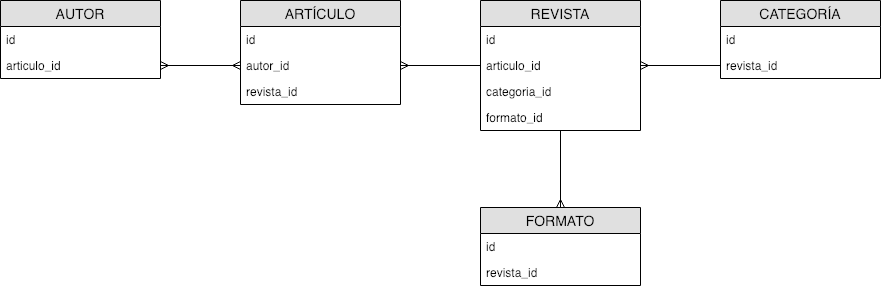 AUTOR
id
articulo_id
ARTÍCULO
id
autor_id
revista_id
REVISTA
id
articulo_id
categoria_id
formato_id
CATEGORÍA
id
revista_id
FORMATO
id
revista_id